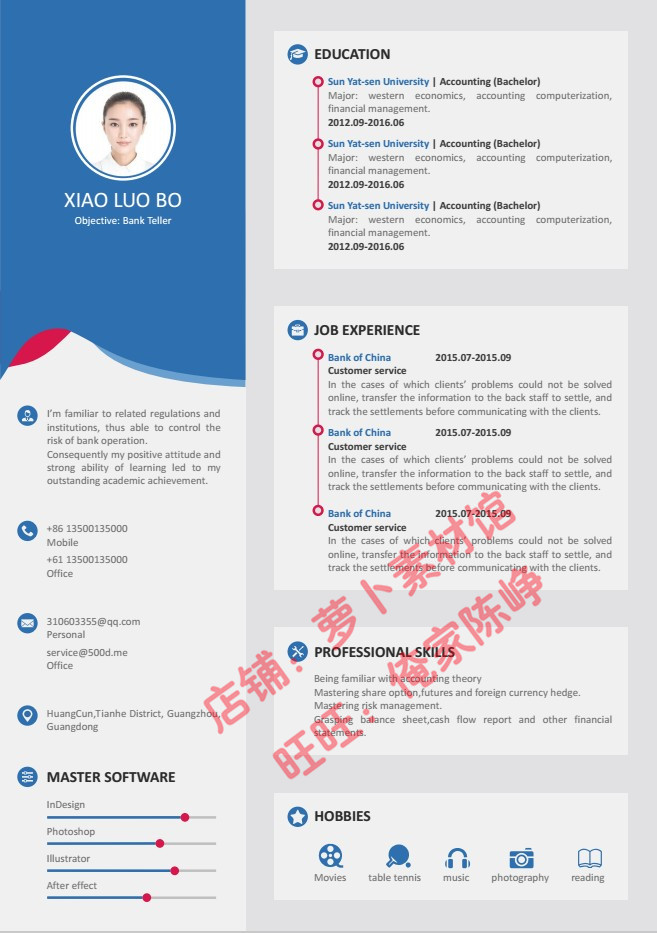 XIAO LUO BO
Objective: Bank Teller
I'm familiar to related regulations and
institutions, thus able to control the
risk of bank operation.
Consequently my positive attitude and
strong ability of learning led to my
outstanding academic achievement.
+86 13500135000
Mobile
+61 13500135000
Office
310603355@qq.com
Personal
service@500d.me
Office
HuangCun,Tianhe District, Guangzhou,
Guangdong
MASTER SOFTWARE
InDesign
Photoshop
Illustrator
After effect
EDUCATION
Sun Yat-sen University | Accounting (Bachelor)
Major: western economics, accounting computerization,
financial management.
2012.09-2016.06
Sun Yat-sen University | Accounting (Bachelor)
Major: western economics, accounting computerization,
financial management.
2012.09-2016.06
Sun Yat-sen University | Accounting (Bachelor)
Major: western economics, accounting computerization,
financial management.
2012.09-2016.06
JOB EXPERIENCE
Bank of China 2015.07-2015.09
Customer service
In the cases of which clients' problems could not be solved
online, transfer the information to the back staff to settle, and
track the settlements before communicating with the clients.
Bank of China 2015.07-2015.09
Customer service
In the cases of which clients' problems could not be solved
online, transfer the information to the back staff to settle, and
track the settlements before communicating with the clients.
Bank of China 2015.07-2015.09
Customer service
In the cases of which clients' problems could not be solved
online, transfer the information to the back staff to settle, and
track the settlements before communicating with the clients.
PROFESSIONAL SKILLS
Being familiar with accounting theory
Mastering share option,futures and foreign currency hedge.
Mastering risk management.
Grasping balance sheet,cash flow report and other financial
statements.
HOBBIES
Movies table tennis music photography reading
店铺：萝卜素材馆
旺旺：俺家陈峥